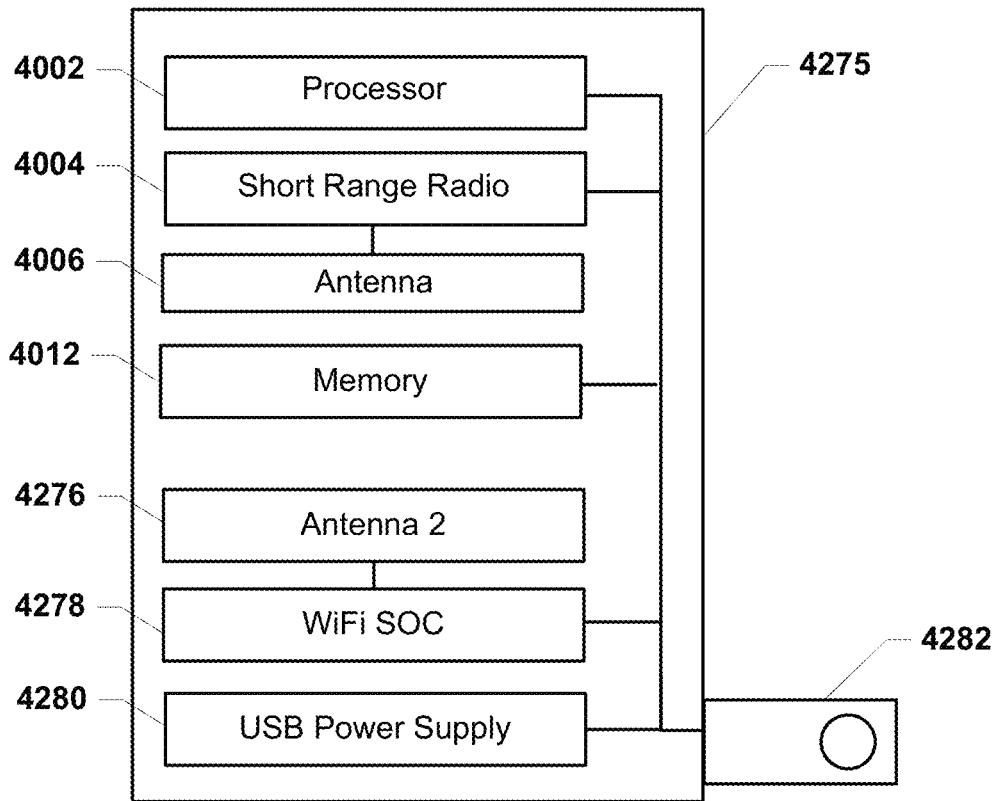 4002
Processor
4275
4004
Short Range Radio
4006
Antenna
4012
Memory
4276
Antenna 2
4278
WiFi SOC
4282
4280
USB Power Supply